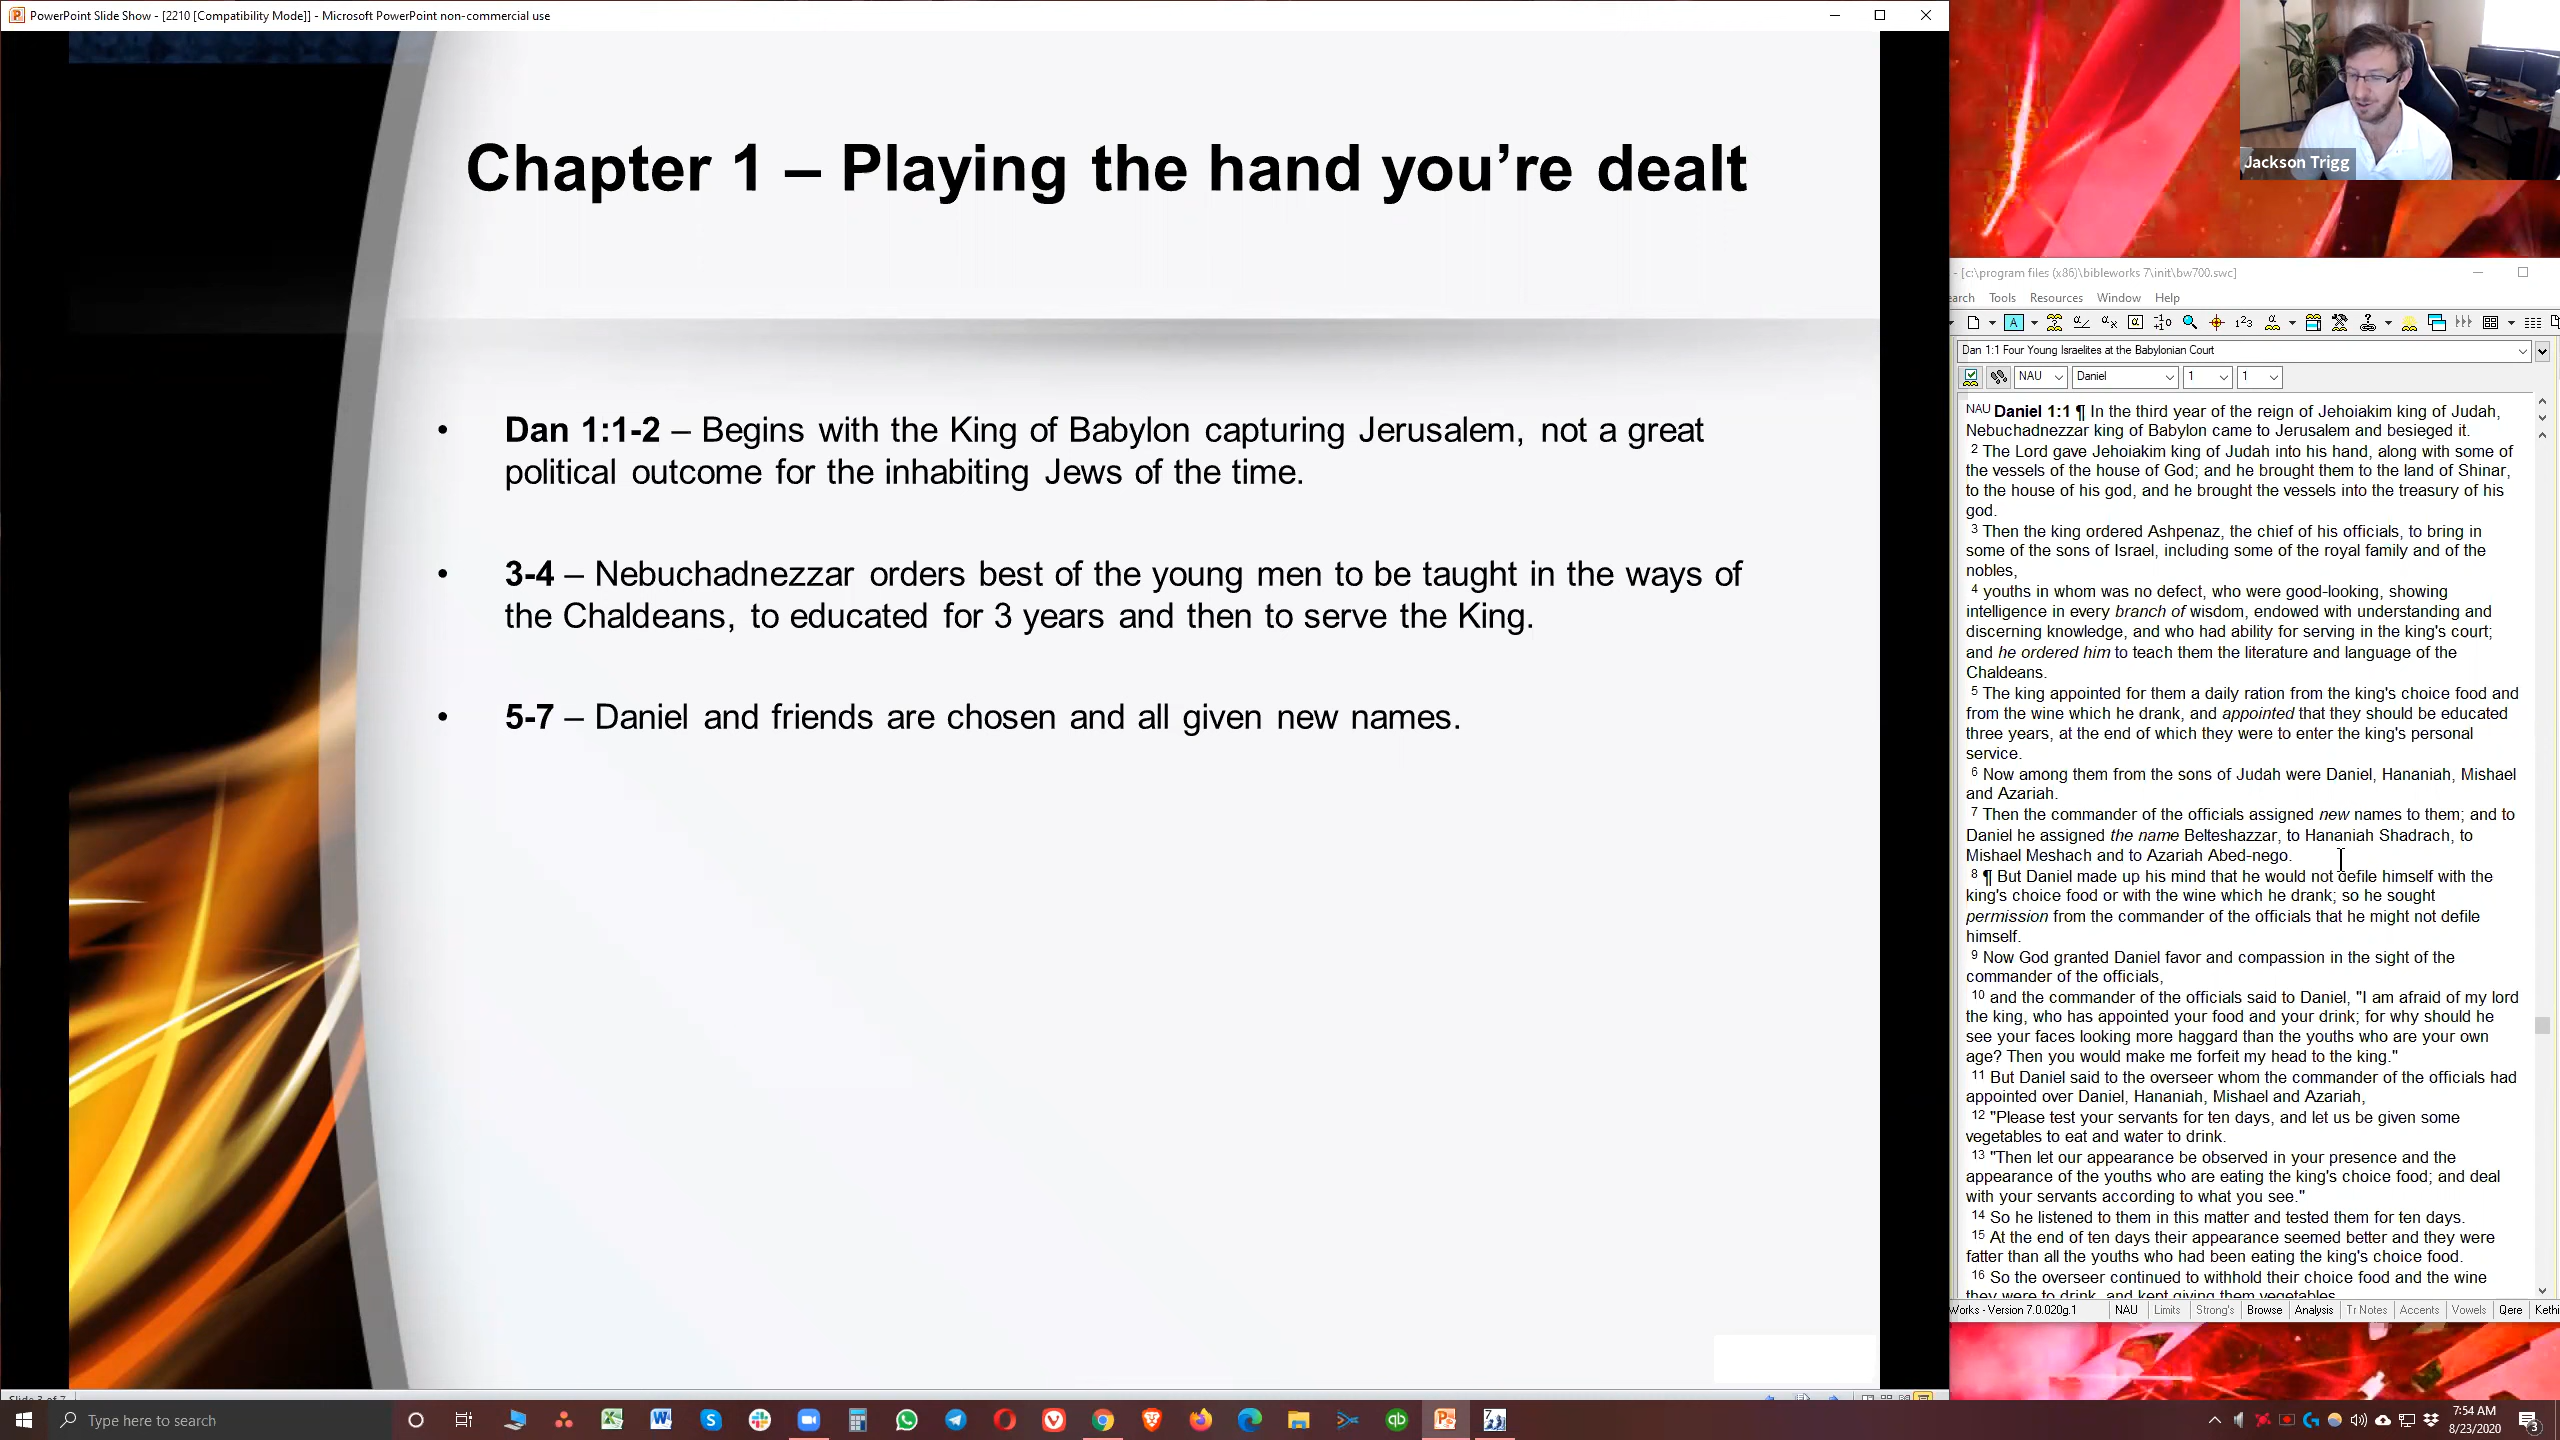 PowerPoint Slide Show - [2210 [Compatibility Mode]] - Microsoft PowerPoint non-commercial use
Chapter 1 – Playing the hand you’re dealt
• Dan 1:1-2 – Begins with the King of Babylon capturing Jerusalem, not a great
political outcome for the inhabiting Jews of the time.
• 3-4 – Nebuchadnezzar orders best of the young men to be taught in the ways of
the Chaldeans, to educated for 3 years and then to serve the King.
• 5-7 – Daniel and friends are chosen and all given new names.
Jackson Trigg
- [c:\program files (x86)\bibleworks 7\init\bw700.swc]
earch Tools Resources Window Help
Dan 1:1 Four Young Israelites at the Babylonian Court
NAU Daniel 1 1
NAU Daniel 1:1 ¶ In the third year of the reign of Jehoiakim king of Judah,
Nebuchadnezzar king of Babylon came to Jerusalem and besieged it.
2 The Lord gave Jehoiakim king of Judah into his hand, along with some of
the vessels of the house of God; and he brought them to the land of Shinar,
to the house of his god, and he brought the vessels into the treasury of his
god.
3 Then the king ordered Ashpenaz, the chief of his officials, to bring in
some of the sons of Israel, including some of the royal family and of the
nobles,
4 youths in whom was no defect, who were good-looking, showing
intelligence in every branch of wisdom, endowed with understanding and
discerning knowledge, and who had ability for serving in the king's court;
and he ordered him to teach them the literature and language of the
Chaldeans.
5 The king appointed for them a daily ration from the king's choice food and
from the wine which he drank, and appointed that they should be educated
three years, at the end of which they were to enter the king's personal
service.
6 Now among them from the sons of Judah were Daniel, Hananiah, Mishael
and Azariah.
7 Then the commander of the officials assigned new names to them; and to
Daniel he assigned the name Belteshazzar, to Hananiah Shadrach, to
Mishael Meshach and to Azariah Abed-nego.
8 ¶ But Daniel made up his mind that he would not defile himself with the
king's choice food or with the wine which he drank; so he sought
permission from the commander of the officials that he might not defile
himself.
9 Now God granted Daniel favor and compassion in the sight of the
commander of the officials,
10 and the commander of the officials said to Daniel, "I am afraid of my lord
the king, who has appointed your food and your drink; for why should he
see your faces looking more haggard than the youths who are your own
age? Then you would make me forfeit my head to the king."
11 But Daniel said to the overseer whom the commander of the officials had
appointed over Daniel, Hananiah, Mishael and Azariah,
12 "Please test your servants for ten days, and let us be given some
vegetables to eat and water to drink.
13 "Then let our appearance be observed in your presence and the
appearance of the youths who are eating the king's choice food; and deal
with your servants according to what you see."
14 So he listened to them in this matter and tested them for ten days.
15 At the end of ten days their appearance seemed better and they were
fatter than all the youths who had been eating the king's choice food.
16 So the overseer continued to withhold their choice food and the wine
they were to drink, and kept giving them vegetables.
Works - Version 7.0.020g.1 NAU Limits Strong's Browse Analysis Tr Notes Accents Vowels Qere Kethi
Slide 3 of 7
Type here to search
7:54 AM
8/23/2020